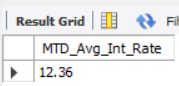 Result Grid
MTD_Avg_Int_Rate
12.36